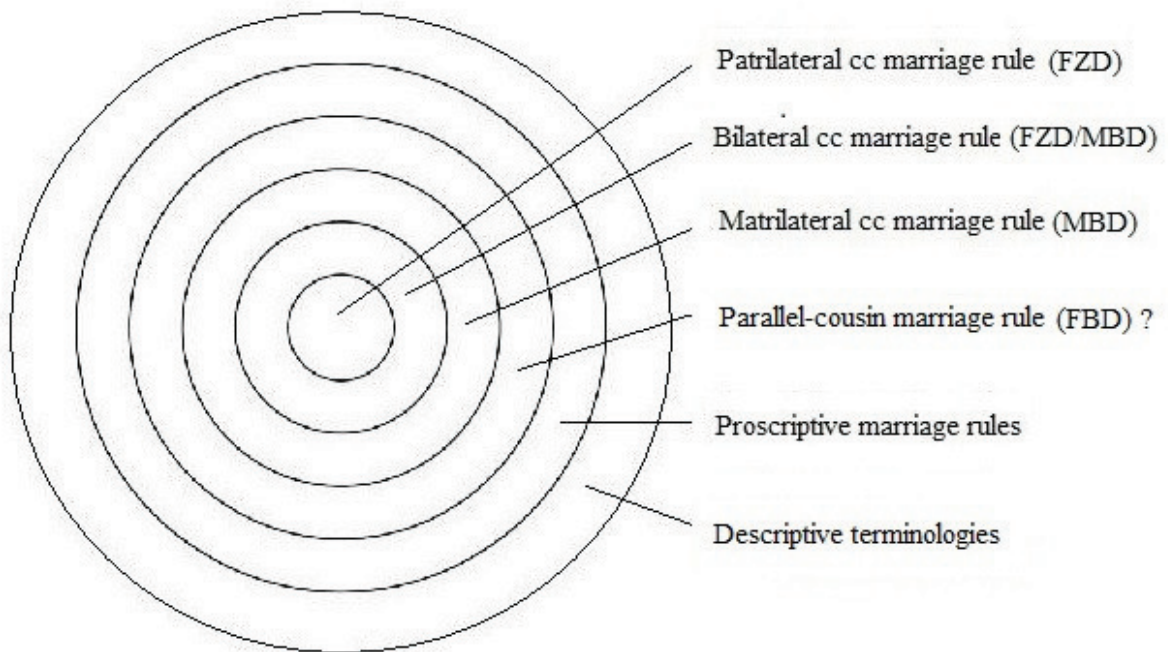 Patrilateral cc marriage rule (FZD)
Bilateral cc marriage rule (FZD/MBD)
Matrilateral cc marriage rule (MBD)
Parallel-cousin marriage rule (FBD) ?
Proscriptive marriage rules
Descriptive terminologies